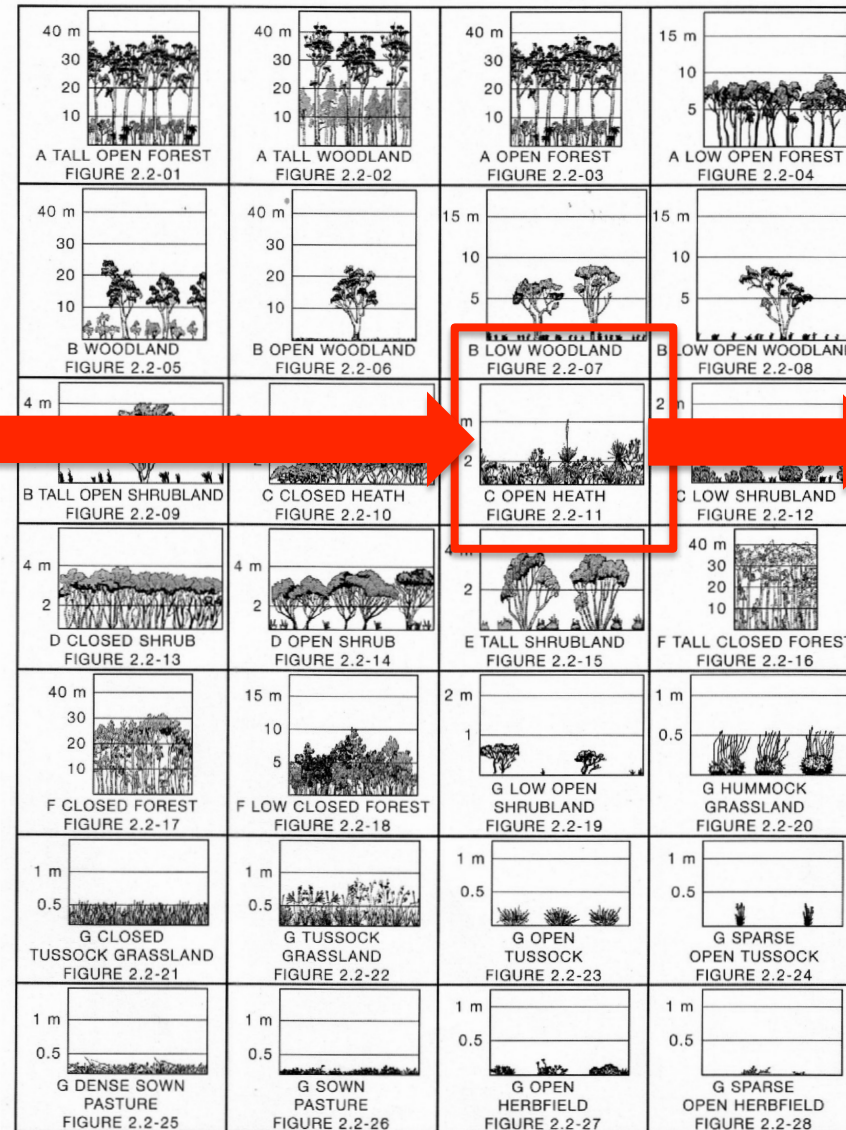 40 m
30
20
10
A TALL OPEN FOREST
FIGURE 2.2-01
40 m
30
20
10
A TALL WOODLAND
FIGURE 2.2-02
40 m
30
20
10
A OPEN FOREST
FIGURE 2.2-03
15 m
10
5
A LOW OPEN FOREST
FIGURE 2.2-04
40 m
30
20
10
B WOODLAND
FIGURE 2.2-05
40 m
30
20
10
B OPEN WOODLAND
FIGURE 2.2-06
15 m
10
5
B LOW WOODLAND
FIGURE 2.2-07
15 m
10
5
B LOW OPEN WOODLAND
FIGURE 2.2-08
4 m
B TALL OPEN SHRUBLAND
FIGURE 2.2-09
2
C CLOSED HEATH
FIGURE 2.2-10
m
2
C OPEN HEATH
FIGURE 2.2-11
2 m
C LOW SHRUBLAND
FIGURE 2.2-12
4 m
2
D CLOSED SHRUB
FIGURE 2.2-13
4 m
2
D OPEN SHRUB
FIGURE 2.2-14
4 m
2
E TALL SHRUBLAND
FIGURE 2.2-15
40 m
30
20
10
F TALL CLOSED FOREST
FIGURE 2.2-16
40 m
30
20
10
F CLOSED FOREST
FIGURE 2.2-17
15 m
10
5
F LOW CLOSED FOREST
FIGURE 2.2-18
2 m
1
G LOW OPEN
SHRUBLAND
FIGURE 2.2-19
1 m
0.5
G HUMMOCK
GRASSLAND
FIGURE 2.2-20
1 m
0.5
G CLOSED
TUSSOCK GRASSLAND
FIGURE 2.2-21
1 m
0.5
G TUSSOCK
GRASSLAND
FIGURE 2.2-22
1 m
0.5
G OPEN
TUSSOCK
FIGURE 2.2-23
1 m
0.5
G SPARSE
OPEN TUSSOCK
FIGURE 2.2-24
1 m
0.5
G DENSE SOWN
PASTURE
FIGURE 2.2-25
1 m
0.5
G SOWN
PASTURE
FIGURE 2.2-26
1 m
0.5
G OPEN
HERBFIELD
FIGURE 2.2-27
1 m
0.5
G SPARSE
OPEN HERBFIELD
FIGURE 2.2-28